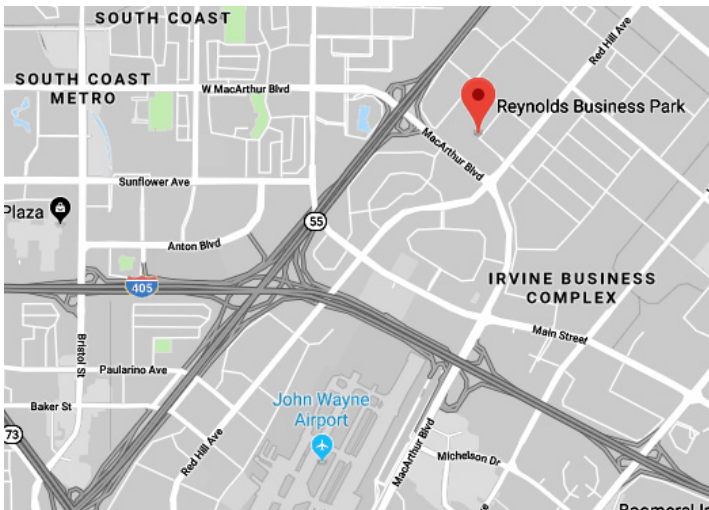 SOUTH COAST
SOUTH COAST
METRO
W MacArthur Blvd
Red Hill Ave
Reynolds Business Park
MacArthur Blvd
Sunflower Ave
Plaza
55
Anton Blvd
405
IRVINE BUSINESS
COMPLEX
Main Street
Bristol St
Paularino Ave
Baker St
John Wayne
Airport
73
Red Hill Ave
MacArthur Blvd
Michelson Dr